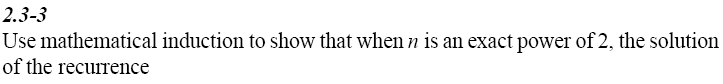 2.3-3
Use mathematical induction to show that when n is an exact power of 2, the solution
of the recurrence